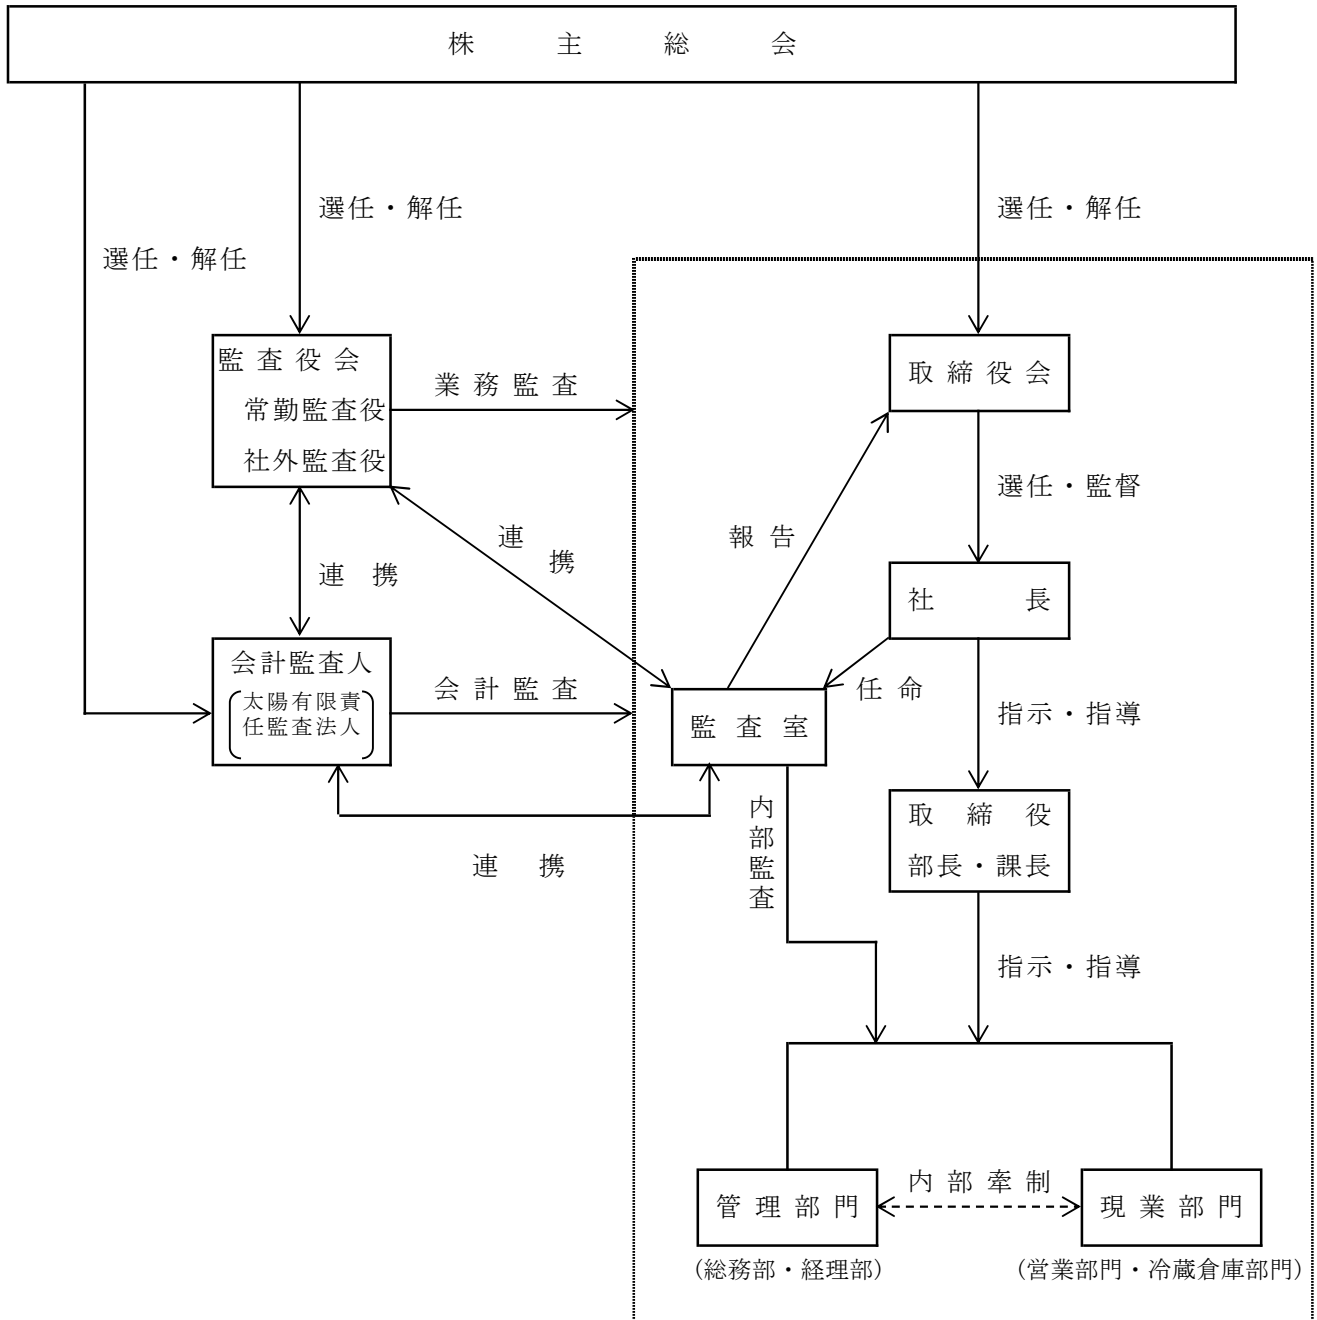 株主総会
選任・解任
選任・解任
選任・解任
監査役会
常勤監査役
社外監査役
業務監査
取締役会
選任・監督
報告
連携
連携
社長
会計監査人
太陽有限責
任監査法人
会計監査
任命
監査室
指示・指導
内部監査
取締役
部長・課長
連携
指示・指導
内部牽制
管理部門
現業部門
(総務部・経理部)
(営業部門・冷蔵倉庫部門)